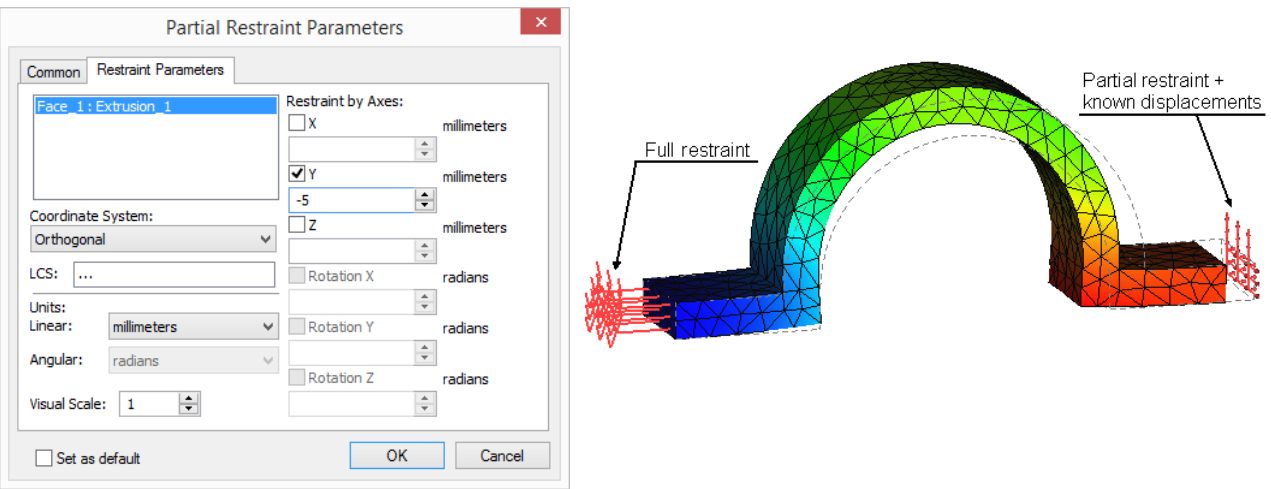 Partial Restraint Parameters
Common
Restraint Parameters
Face_1 : Extrusion_1
Restraint by Axes:
X
millimeters
Y
millimeters
-5
Z
millimeters
Coordinate System:
Orthogonal
LCS:
...
Rotation X
radians
Units:
Linear:
millimeters
Rotation Y
radians
Angular:
radians
Rotation Z
radians
Visual Scale:
1
Set as default
OK
Cancel
Full restraint
Partial restraint +
known displacements